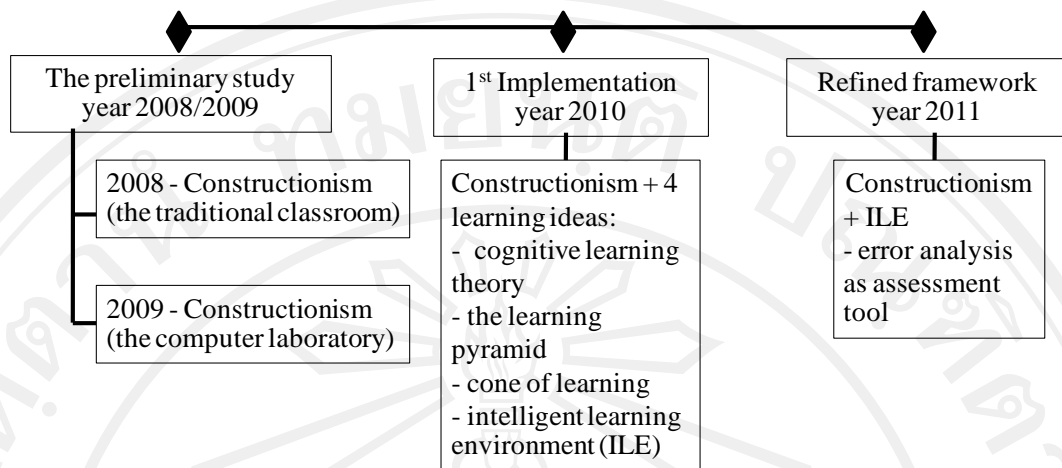 The preliminary study
year 2008/2009
2008 - Constructionism
(the traditional classroom)
2009 - Constructionism
(the computer laboratory)
1st Implementation
year 2010
Constructionism + 4
learning ideas:
- cognitive learning
theory
- the learning
pyramid
- cone of learning
- intelligent learning
environment (ILE)
Refined framework
year 2011
Constructionism
+ ILE
- error analysis
as assessment
tool